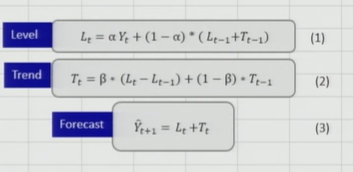 Level L_t = α Y_t + (1 − α) * (L_{t−1}+T_{t−1}) (1)
Trend T_t = β * (L_t − L_{t−1}) + (1 − β) * T_{t−1} (2)
Forecast Ŷ_{t+1} = L_t +T_t (3)